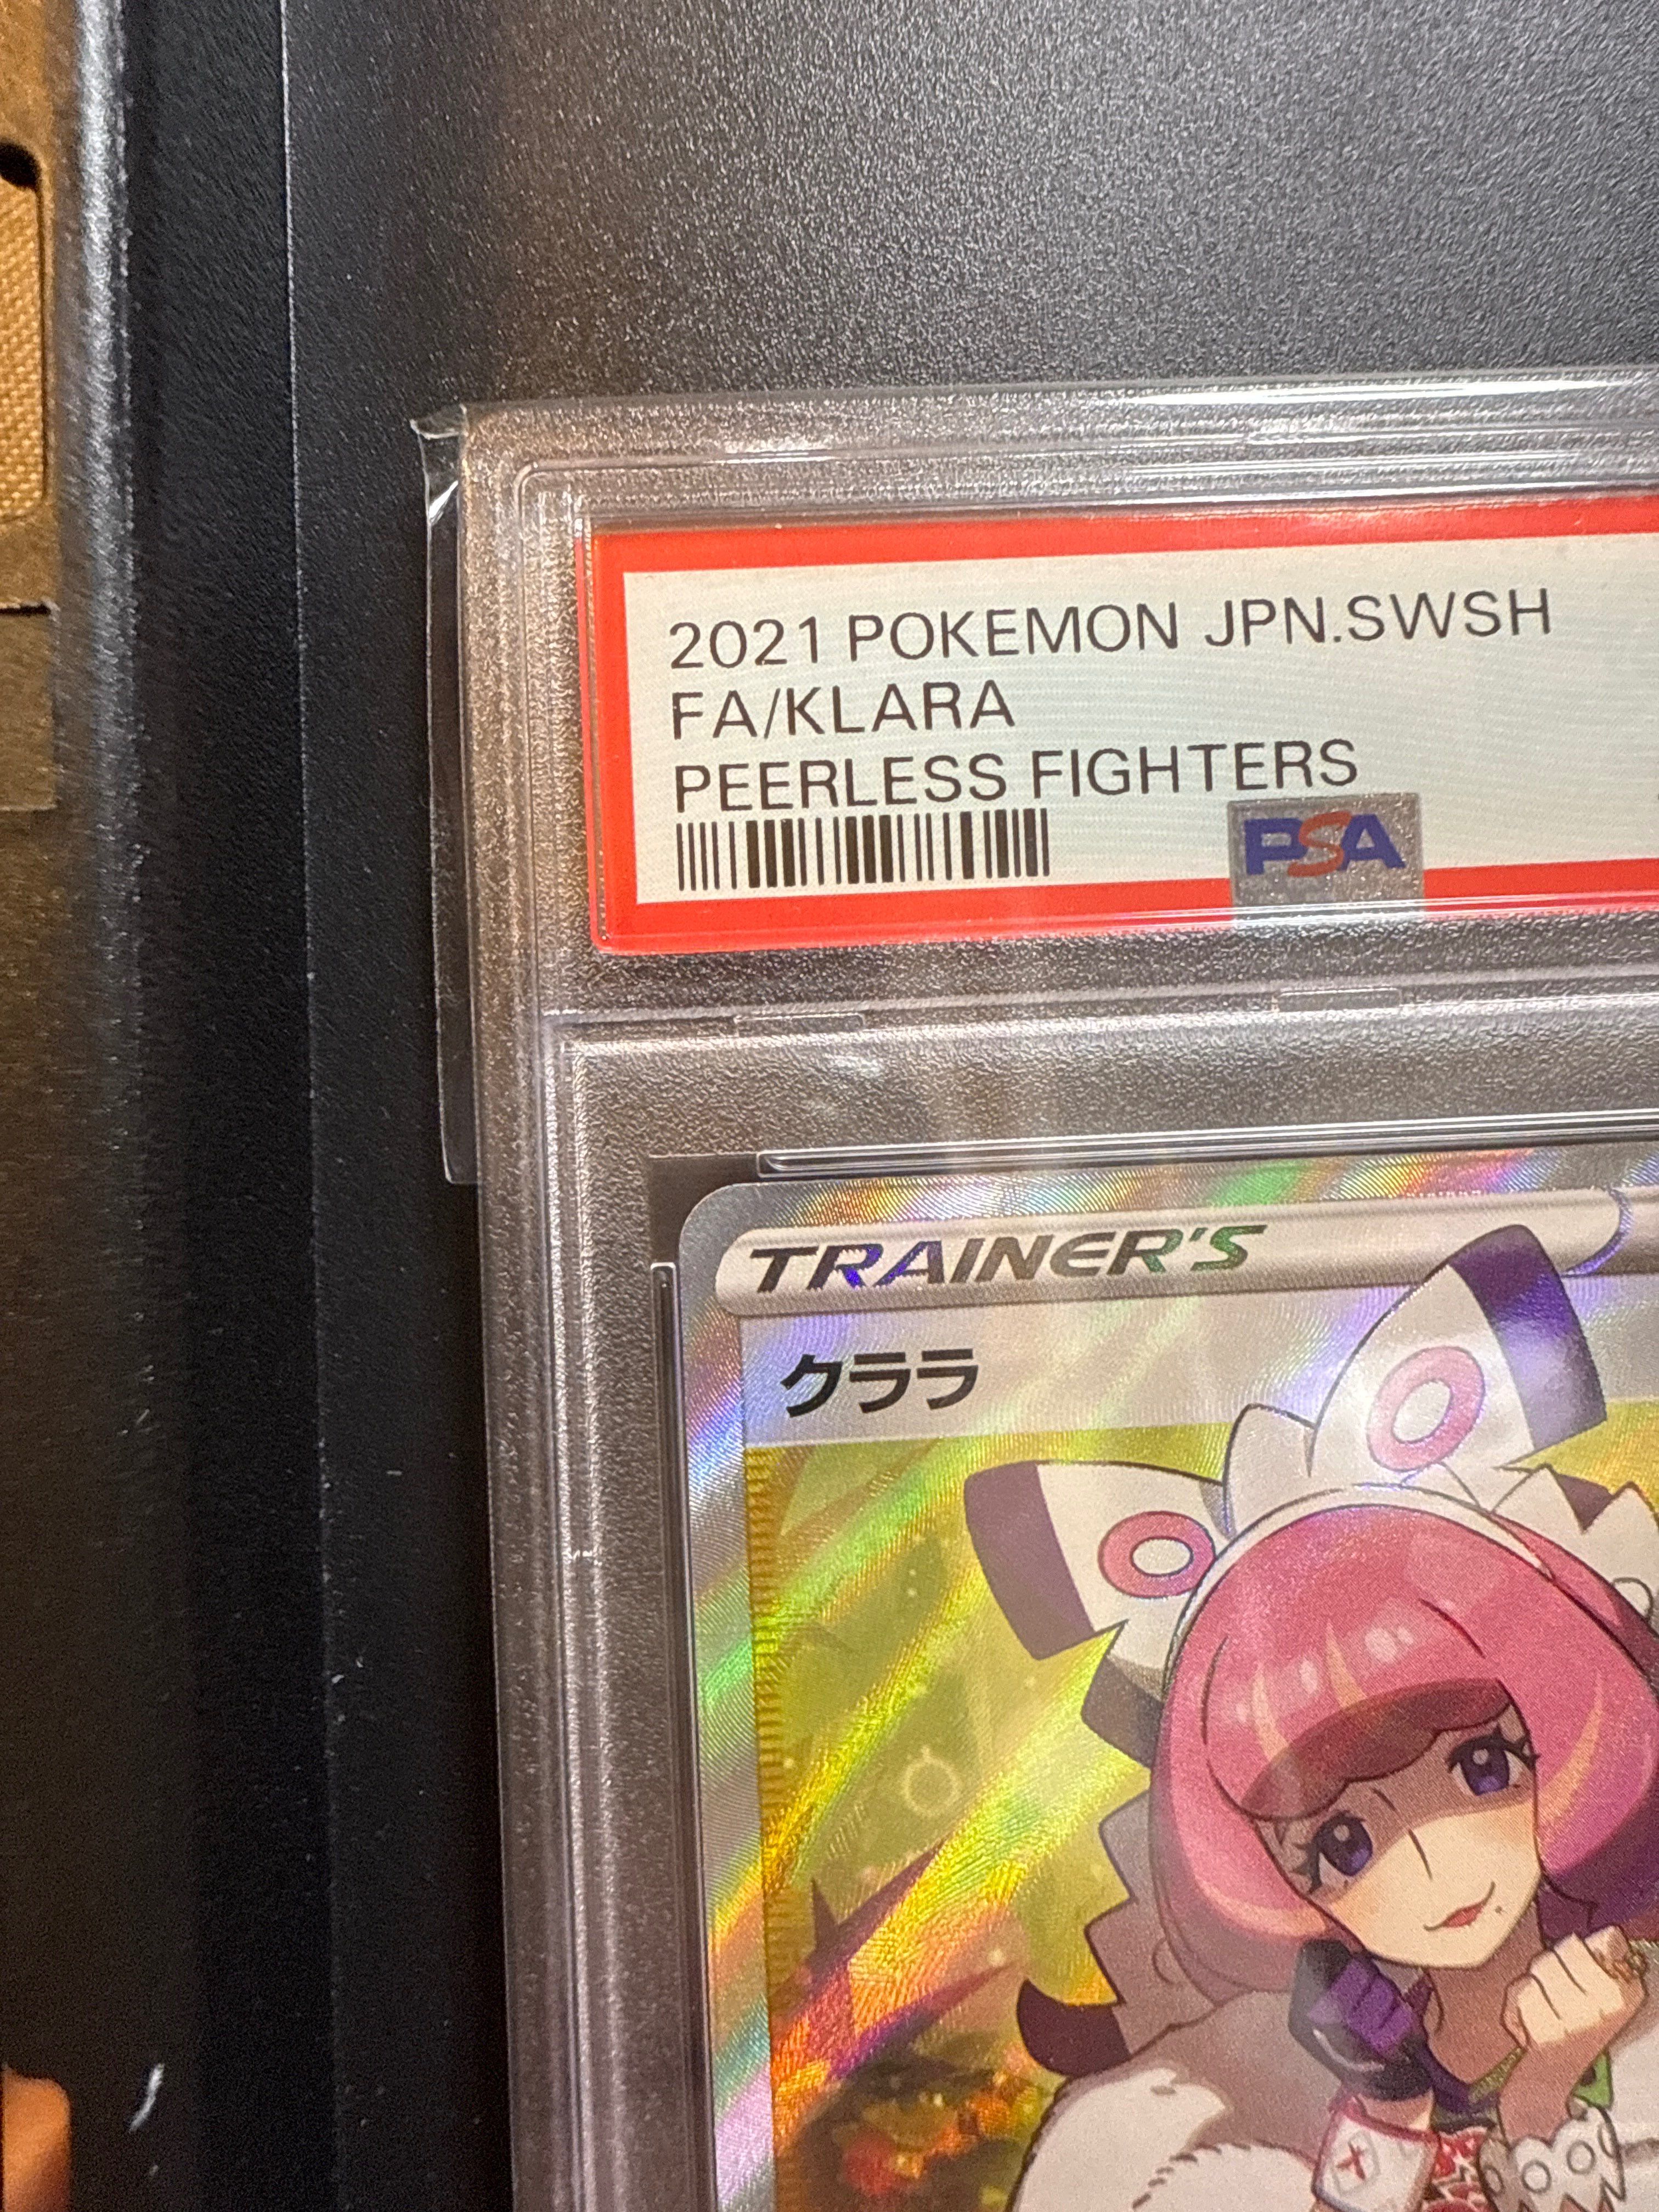 2021 POKEMON JPN.SWSH
FA/KLARA
PEERLESS FIGHTERS
PSA
TRAINER'S
クララ